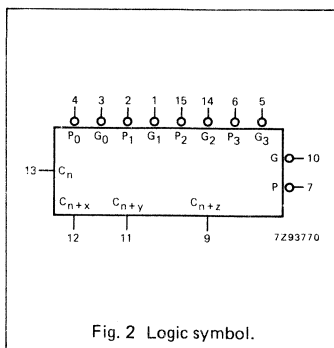 4 3 2 1 15 14 6 5
P0 G0 P1 G1 P2 G2 P3 G3
G 10
13 Cn
P 7
Cn+x Cn+y Cn+z
12 11 9 7Z93770
Fig. 2 Logic symbol.